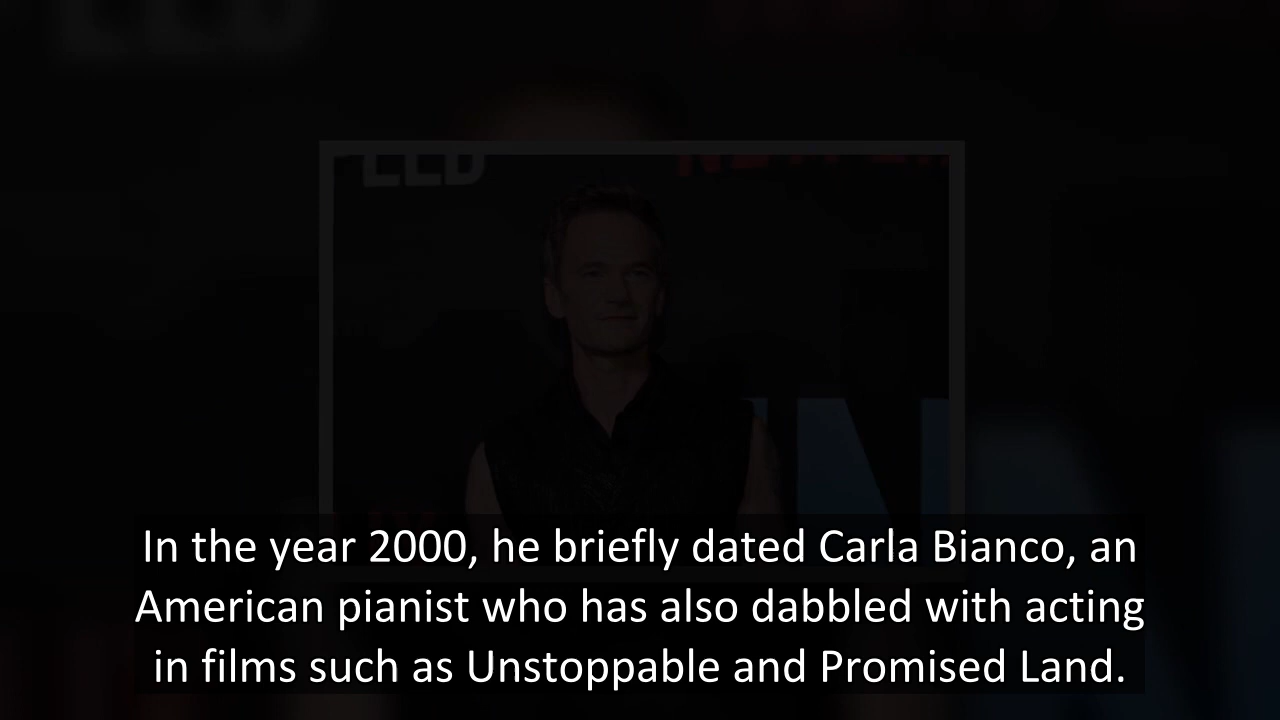 In the year 2000, he briefly dated Carla Bianco, an
American pianist who has also dabbled with acting
in films such as Unstoppable and Promised Land.